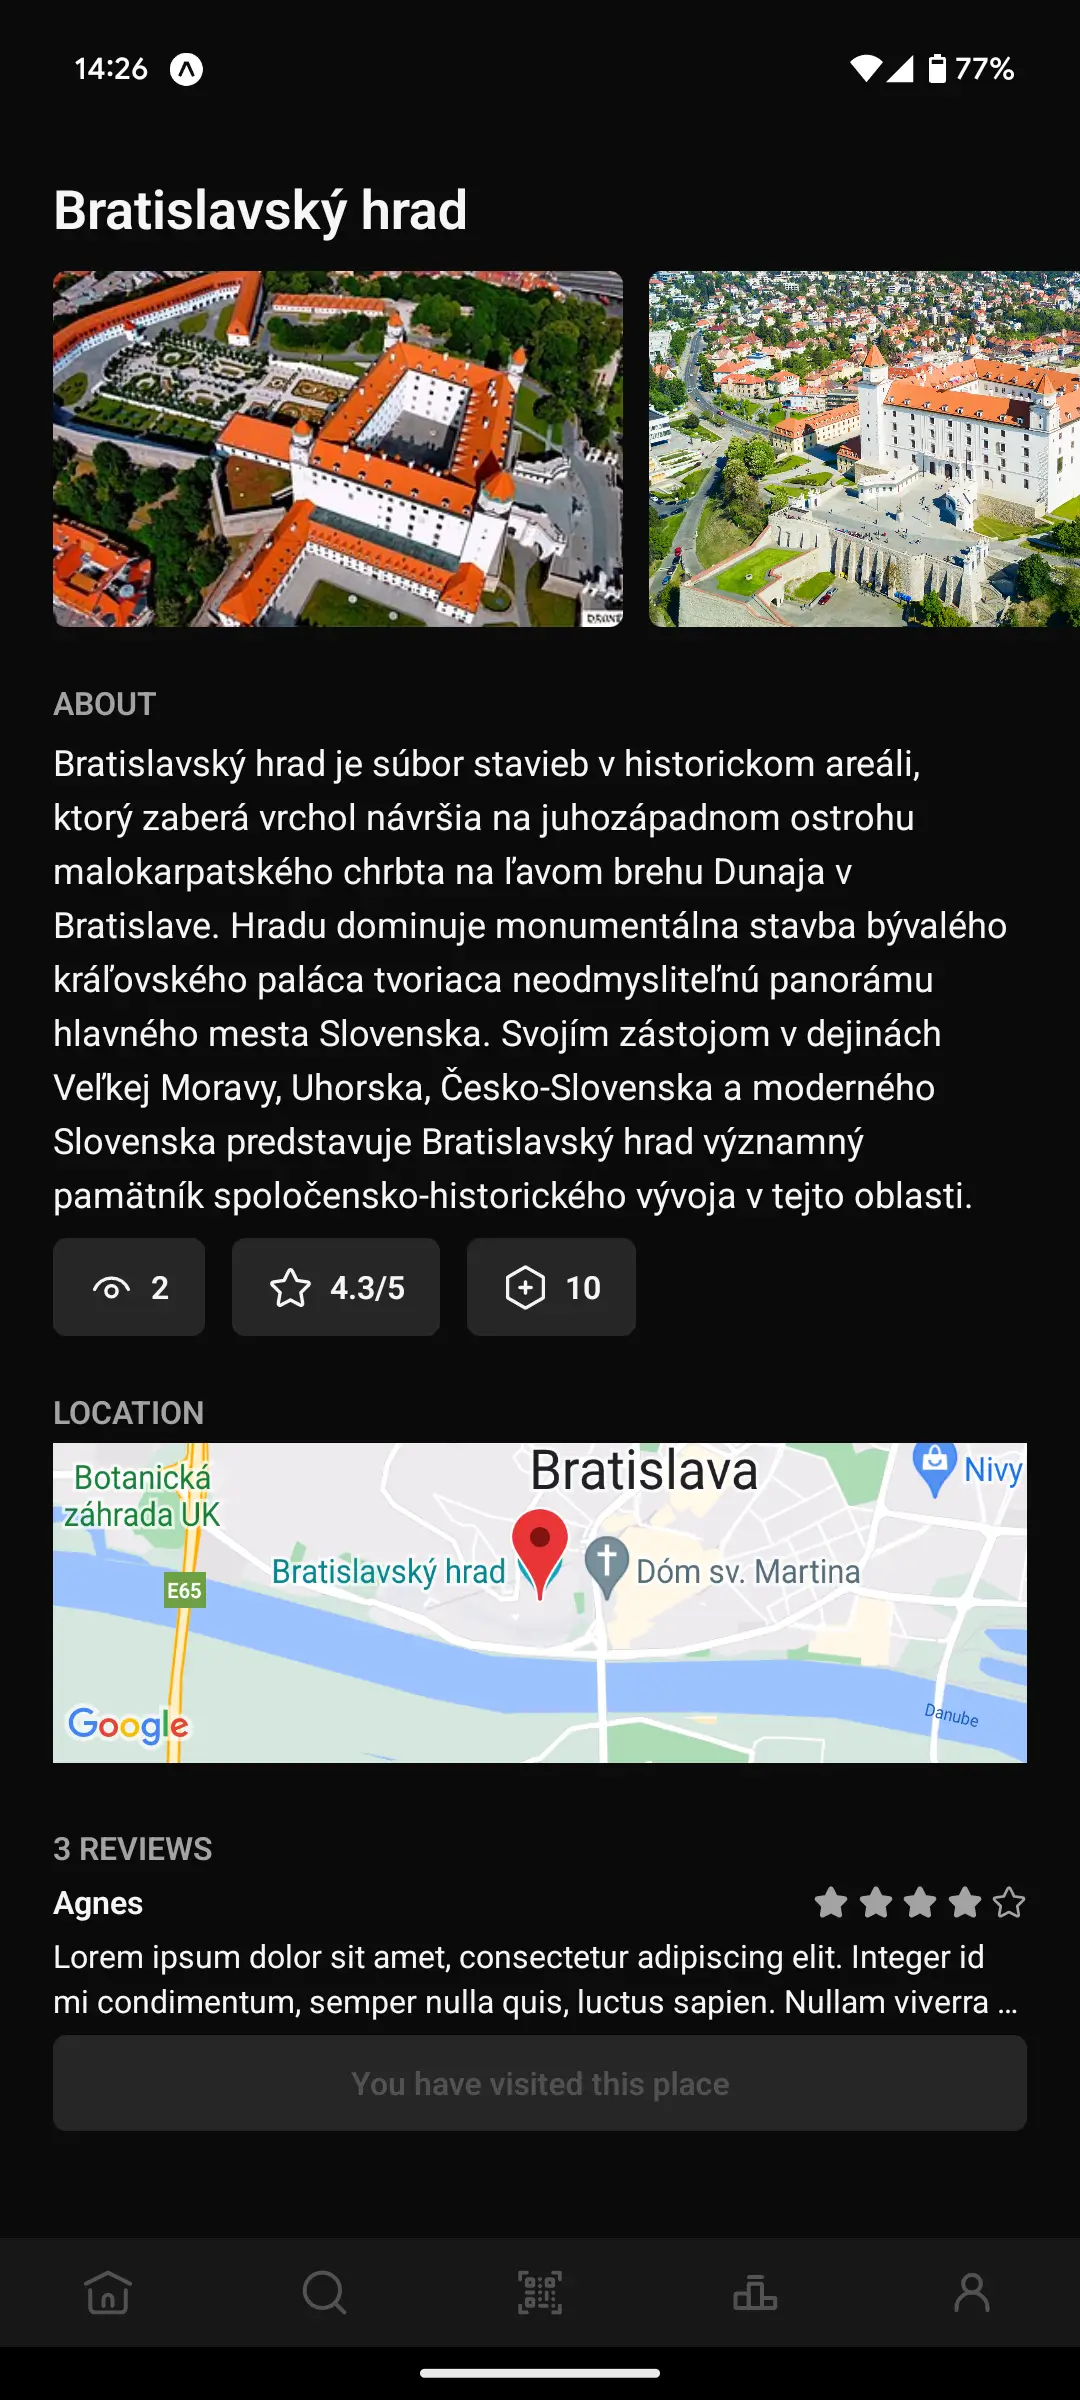 14:26
77%
Bratislavský hrad
DRONE
ABOUT
Bratislavský hrad je súbor stavieb v historickom areáli,
ktorý zaberá vrchol návršia na juhozápadnom ostrohu
malokarpatského chrbta na ľavom brehu Dunaja v
Bratislave. Hradu dominuje monumentálna stavba bývalého
kráľovského paláca tvoriaca neodmysliteľnú panorámu
hlavného mesta Slovenska. Svojím zástojom v dejinách
Veľkej Moravy, Uhorska, Česko-Slovenska a moderného
Slovenska predstavuje Bratislavský hrad významný
pamätník spoločensko-historického vývoja v tejto oblasti.
2
4.3/5
10
LOCATION
Bratislava
Nivy
Botanická
záhrada UK
Bratislavský hrad
Dóm sv. Martina
E65
Danube
Google
3 REVIEWS
Agnes
Lorem ipsum dolor sit amet, consectetur adipiscing elit. Integer id
mi condimentum, semper nulla quis, luctus sapien. Nullam viverra ...
You have visited this place